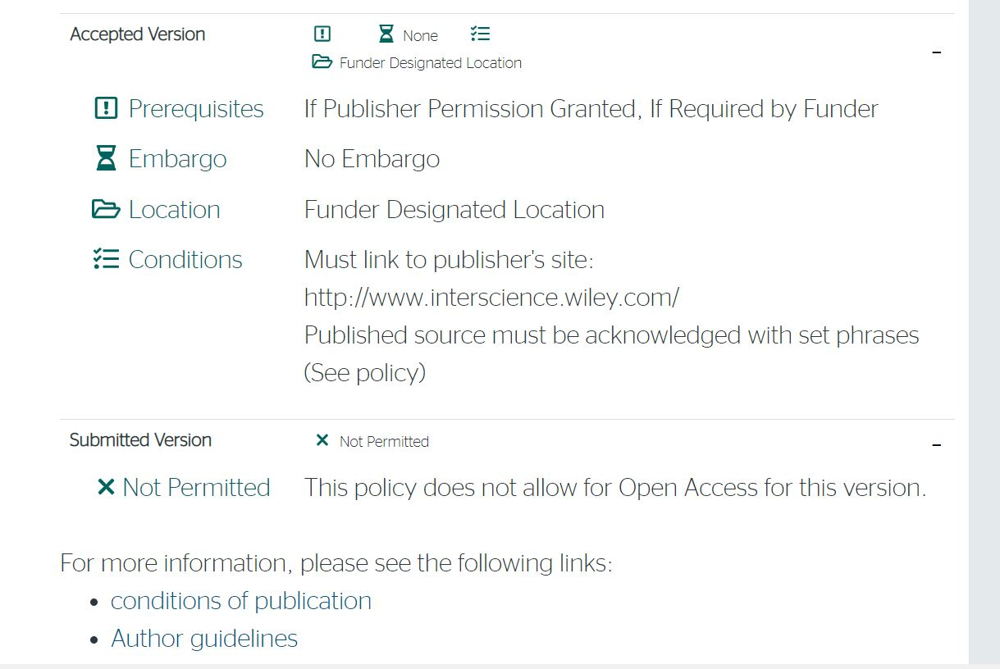 Accepted Version
None
Funder Designated Location
Prerequisites If Publisher Permission Granted, If Required by Funder
Embargo No Embargo
Location Funder Designated Location
Conditions Must link to publisher's site:
http://www.interscience.wiley.com/
Published source must be acknowledged with set phrases
(See policy)
Submitted Version Not Permitted
Not Permitted This policy does not allow for Open Access for this version.
For more information, please see the following links:
conditions of publication
Author guidelines